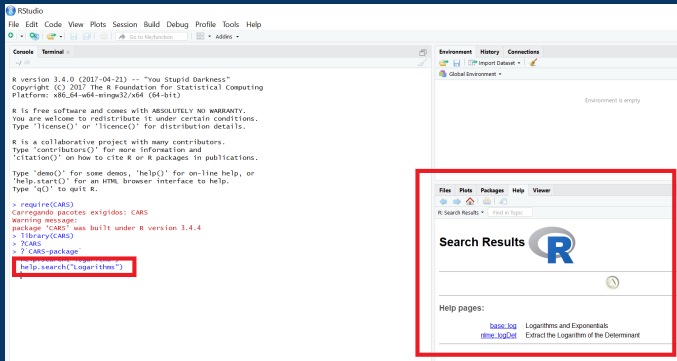 RStudio
File Edit Code View Plots Session Build Debug Profile Tools Help
Go to file/function Addins
Console Terminal
~/
R version 3.4.0 (2017-04-21) -- "You Stupid Darkness"
Copyright (C) 2017 The R Foundation for Statistical Computing
Platform: x86_64-w64-mingw32/x64 (64-bit)
R is free software and comes with ABSOLUTELY NO WARRANTY.
You are welcome to redistribute it under certain conditions.
Type 'license()' or 'licence()' for distribution details.
R is a collaborative project with many contributors.
Type 'contributors()' for more information and
'citation()' on how to cite R or R packages in publications.
Type 'demo()' for some demos, 'help()' for on-line help, or
'help.start()' for an HTML browser interface to help.
Type 'q()' to quit R.
> require(CARS)
Carregando pacotes exigidos: CARS
Warning message:
package 'CARS' was built under R version 3.4.4
> library(CARS)
> ?CARS
> ?`CARS-package`
help.search("Logarithms")
Environment History Connections
Import Dataset
Global Environment
Environment is empty
Files Plots Packages Help Viewer
R: Search Results Find in Topic
Search Results R
Help pages:
base::log Logarithms and Exponentials
nlme::logDet Extract the Logarithm of the Determinant